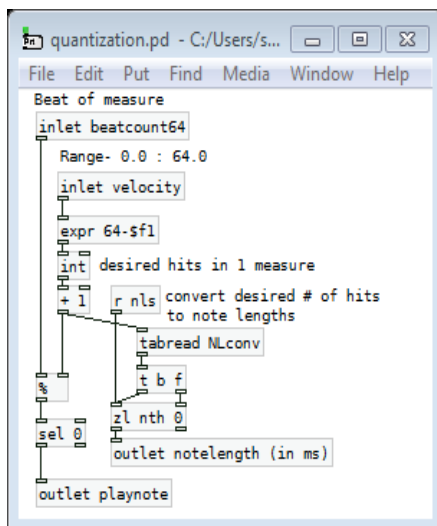 quantization.pd - C:/Users/s...
File Edit Put Find Media Window Help
Beat of measure
inlet beatcount64
Range- 0.0 : 64.0
inlet velocity
expr 64-$f1
int desired hits in 1 measure
+ 1 r nls convert desired # of hits
to note lengths
tabread NLconv
t b f
%
zl nth 0
sel 0
outlet notelength (in ms)
outlet playnote